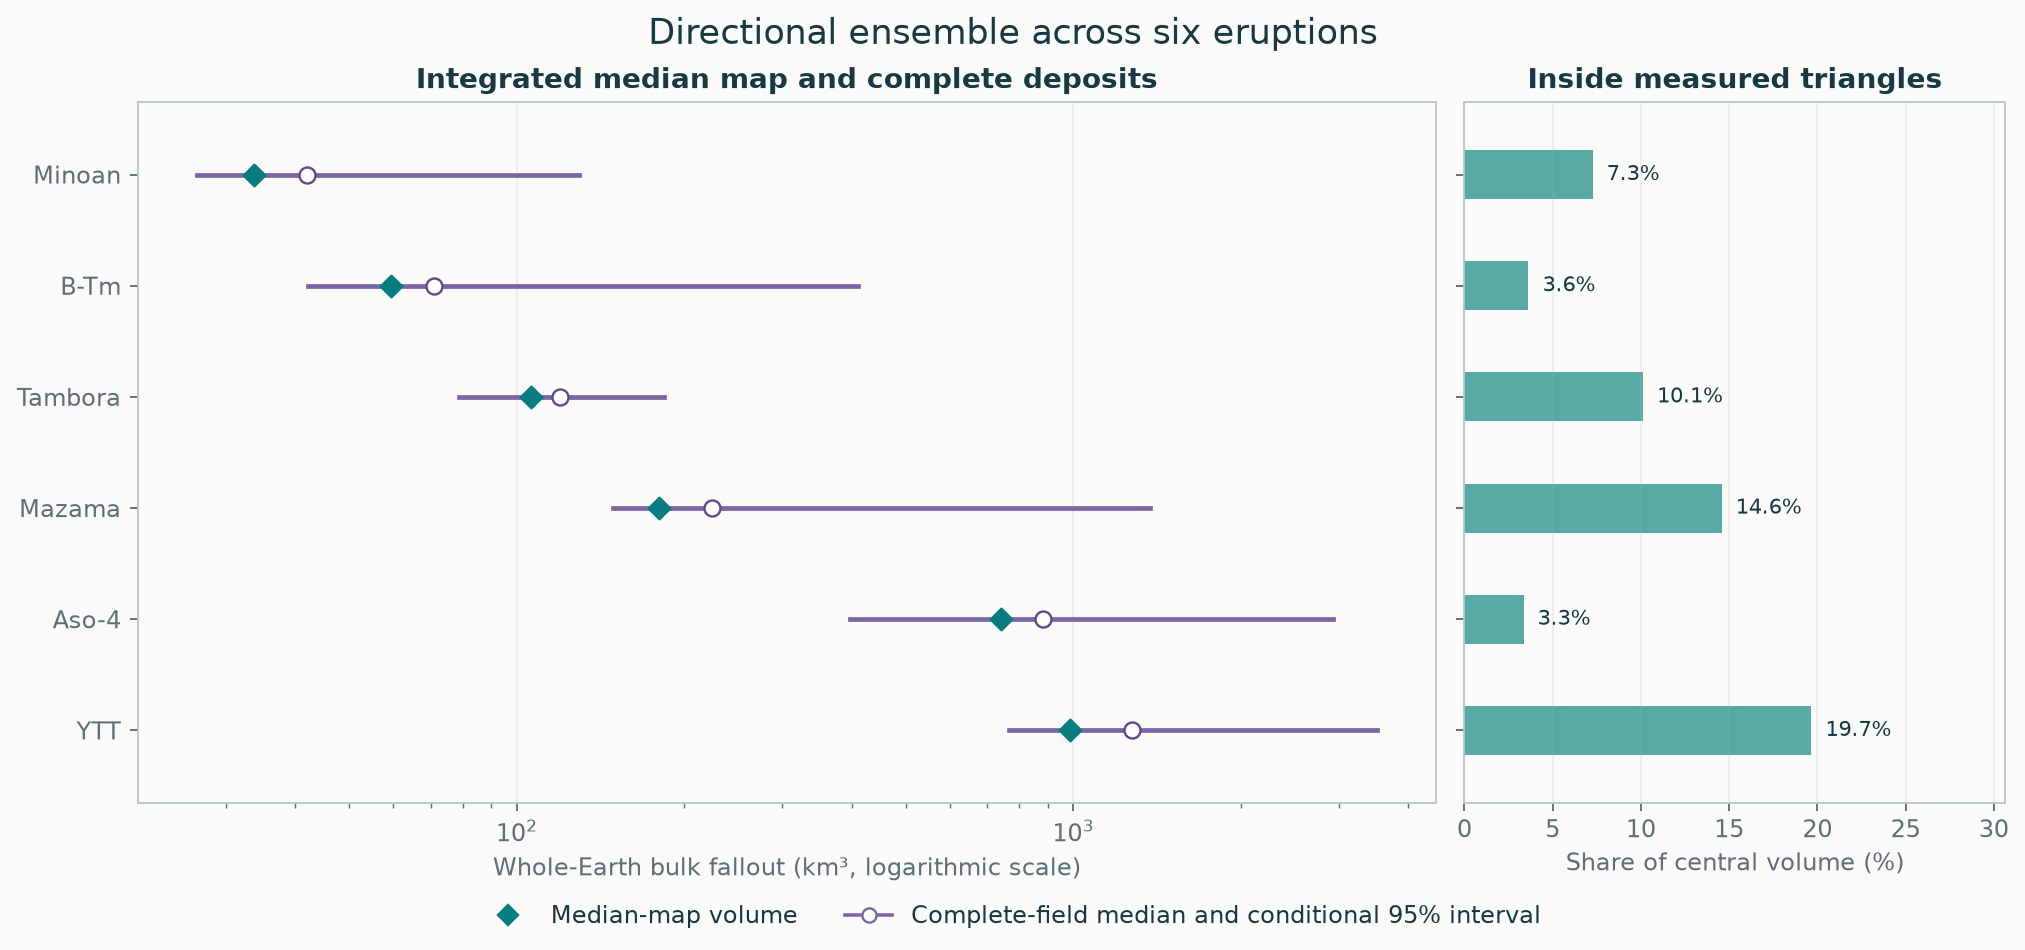 Directional ensemble across six eruptions
Integrated median map and complete deposits
Minoan
B-Tm
Tambora
Mazama
Aso-4
YTT
10²
10³
Whole-Earth bulk fallout (km³, logarithmic scale)
Inside measured triangles
7.3%
3.6%
10.1%
14.6%
3.3%
19.7%
0 5 10 15 20 25 30
Share of central volume (%)
Median-map volume
Complete-field median and conditional 95% interval